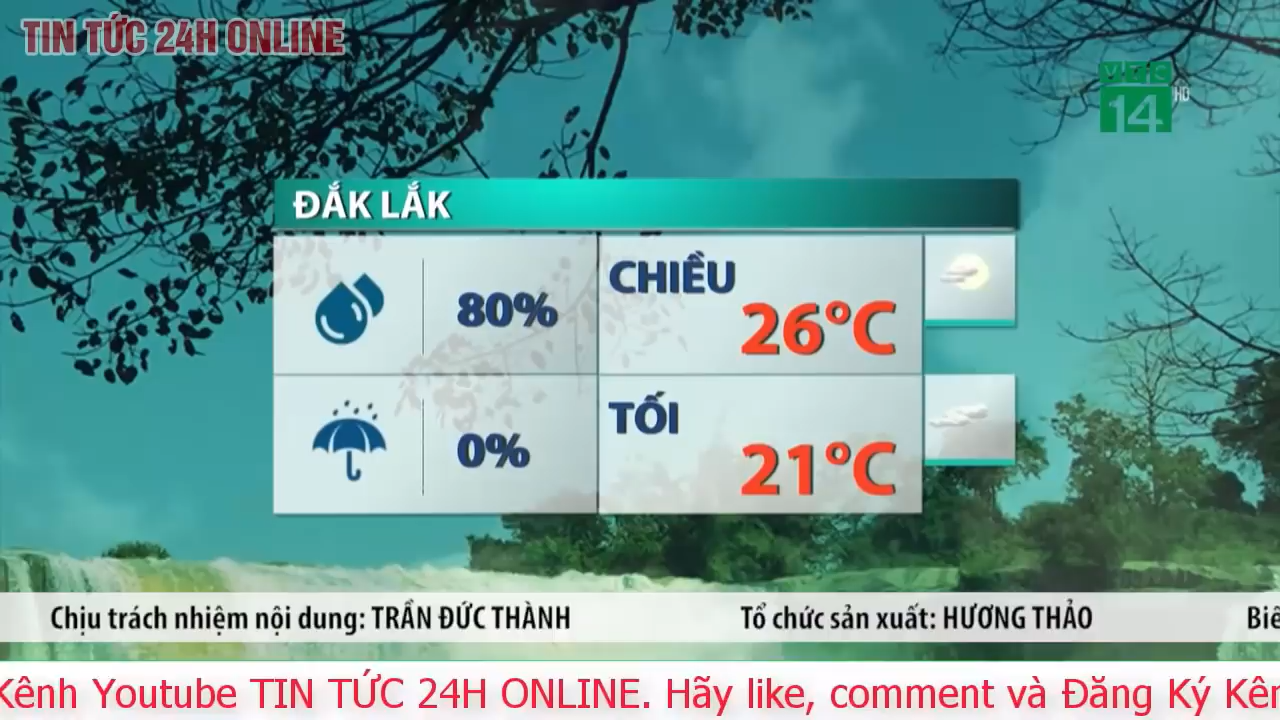 TIN TỨC 24H ONLINE
VTC
14
HD
ĐẮK LẮK
80%
CHIỀU
26°C
0%
TỐI
21°C
Chịu trách nhiệm nội dung: TRẦN ĐỨC THÀNH
Tổ chức sản xuất: HƯƠNG THẢO
Kênh Youtube TIN TỨC 24H ONLINE. Hãy like, comment và Đăng Ký